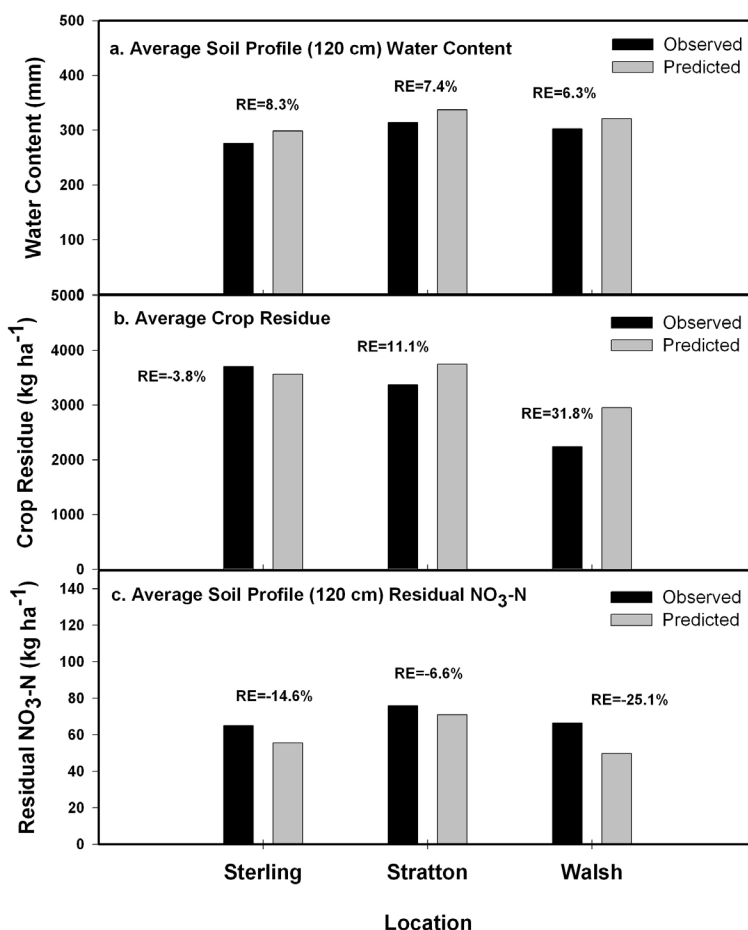 500
a. Average Soil Profile (120 cm) Water Content
Observed
Predicted
400
RE=8.3%
RE=7.4%
RE=6.3%
300
200
100
Water Content (mm)
5000
b. Average Crop Residue
Observed
Predicted
4000
RE=-3.8%
RE=11.1%
RE=31.8%
3000
2000
1000
0
Crop Residue (kg ha⁻¹)
140
c. Average Soil Profile (120 cm) Residual NO₃-N
Observed
Predicted
120
100
RE=-14.6%
RE=-6.6%
RE=-25.1%
80
60
40
20
0
Residual NO₃-N (kg ha⁻¹)
Sterling
Stratton
Walsh
Location